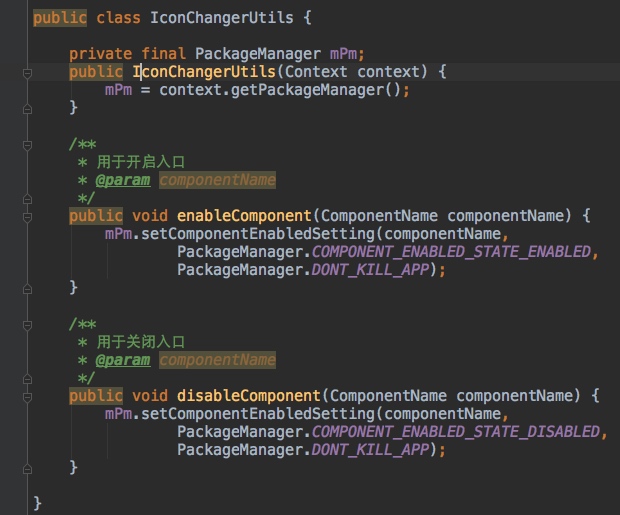 public class IconChangerUtils {
private final PackageManager mPm;
public IconChangerUtils(Context context) {
mPm = context.getPackageManager();
}
/**
* 用于开启入口
* @param componentName
*/
public void enableComponent(ComponentName componentName) {
mPm.setComponentEnabledSetting(componentName,
PackageManager.COMPONENT_ENABLED_STATE_ENABLED,
PackageManager.DONT_KILL_APP);
}
/**
* 用于关闭入口
* @param componentName
*/
public void disableComponent(ComponentName componentName) {
mPm.setComponentEnabledSetting(componentName,
PackageManager.COMPONENT_ENABLED_STATE_DISABLED,
PackageManager.DONT_KILL_APP);
}
}